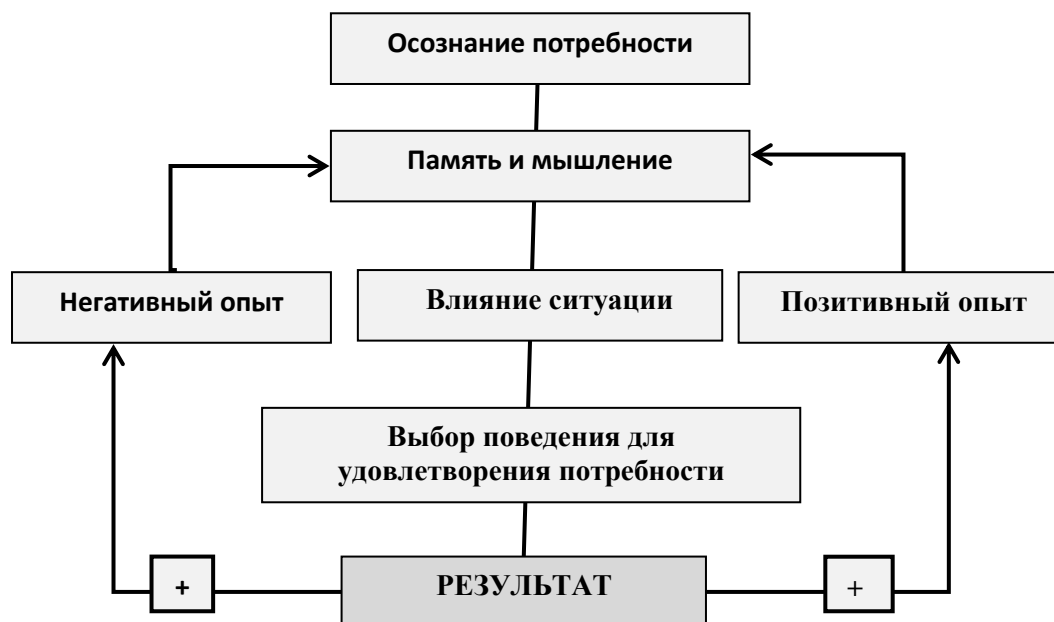 Осознание потребности
Память и мышление
Негативный опыт
Влияние ситуации
Позитивный опыт
Выбор поведения для
удовлетворения потребности
+
РЕЗУЛЬТАТ
+